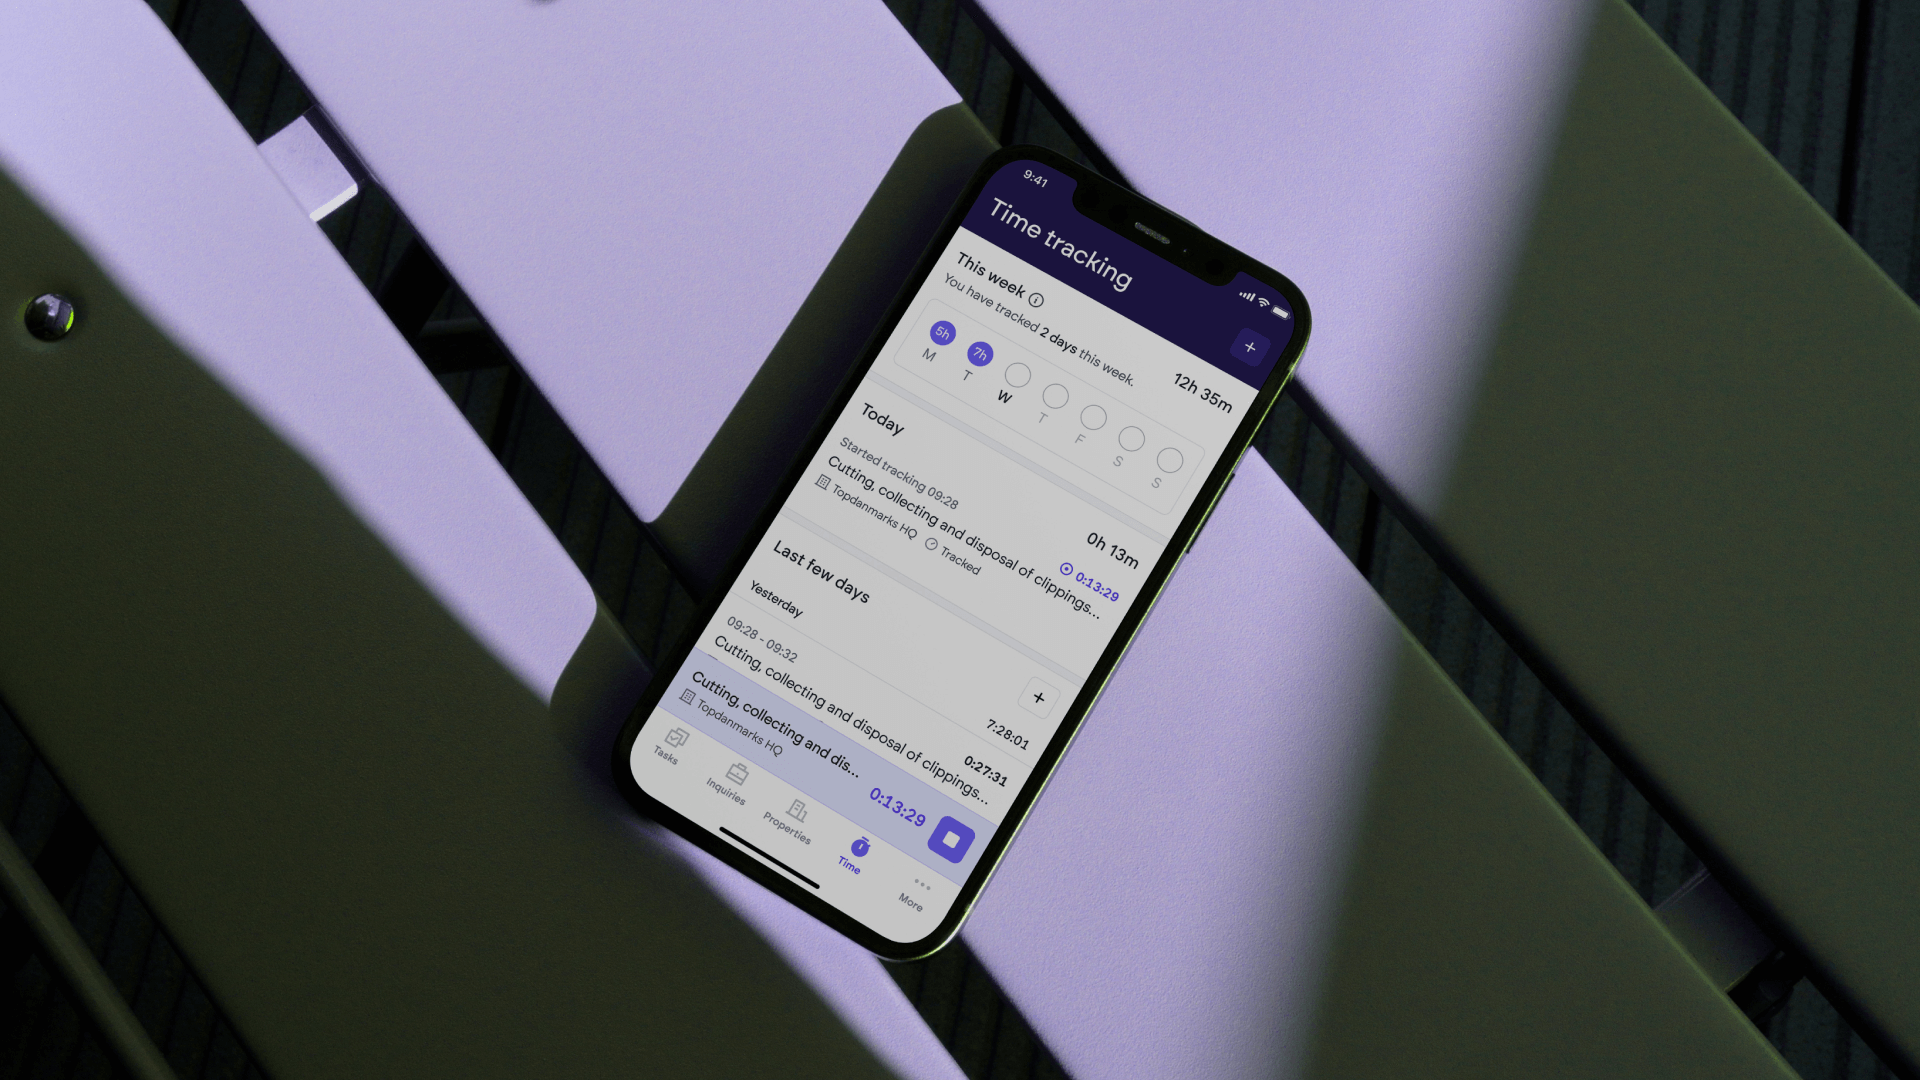 9:41
Time tracking
+
This week
12h 35m
You have tracked 2 days this week.
5h 7h
M T W T F S S
Today
0h 13m
Started tracking 09:28
0:13:29
Cutting, collecting and disposal of clippings...
Topdanmarks HQ Tracked
Last few days
+
Yesterday
7:28:01
09:28 - 09:32
0:27:31
Cutting, collecting and disposal of clippings...
Cutting, collecting and dis...
Topdanmarks HQ
0:13:29
Tasks Inquiries Properties Time More